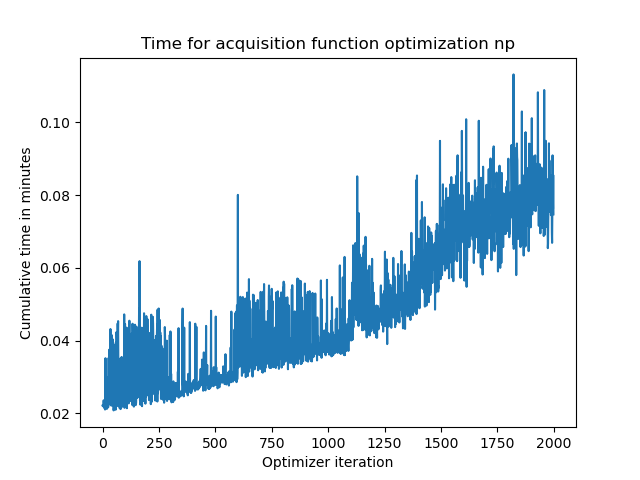 Time for acquisition function optimization np
Cumulative time in minutes
0.10
0.08
0.06
0.04
0.02
0 250 500 750 1000 1250 1500 1750 2000
Optimizer iteration